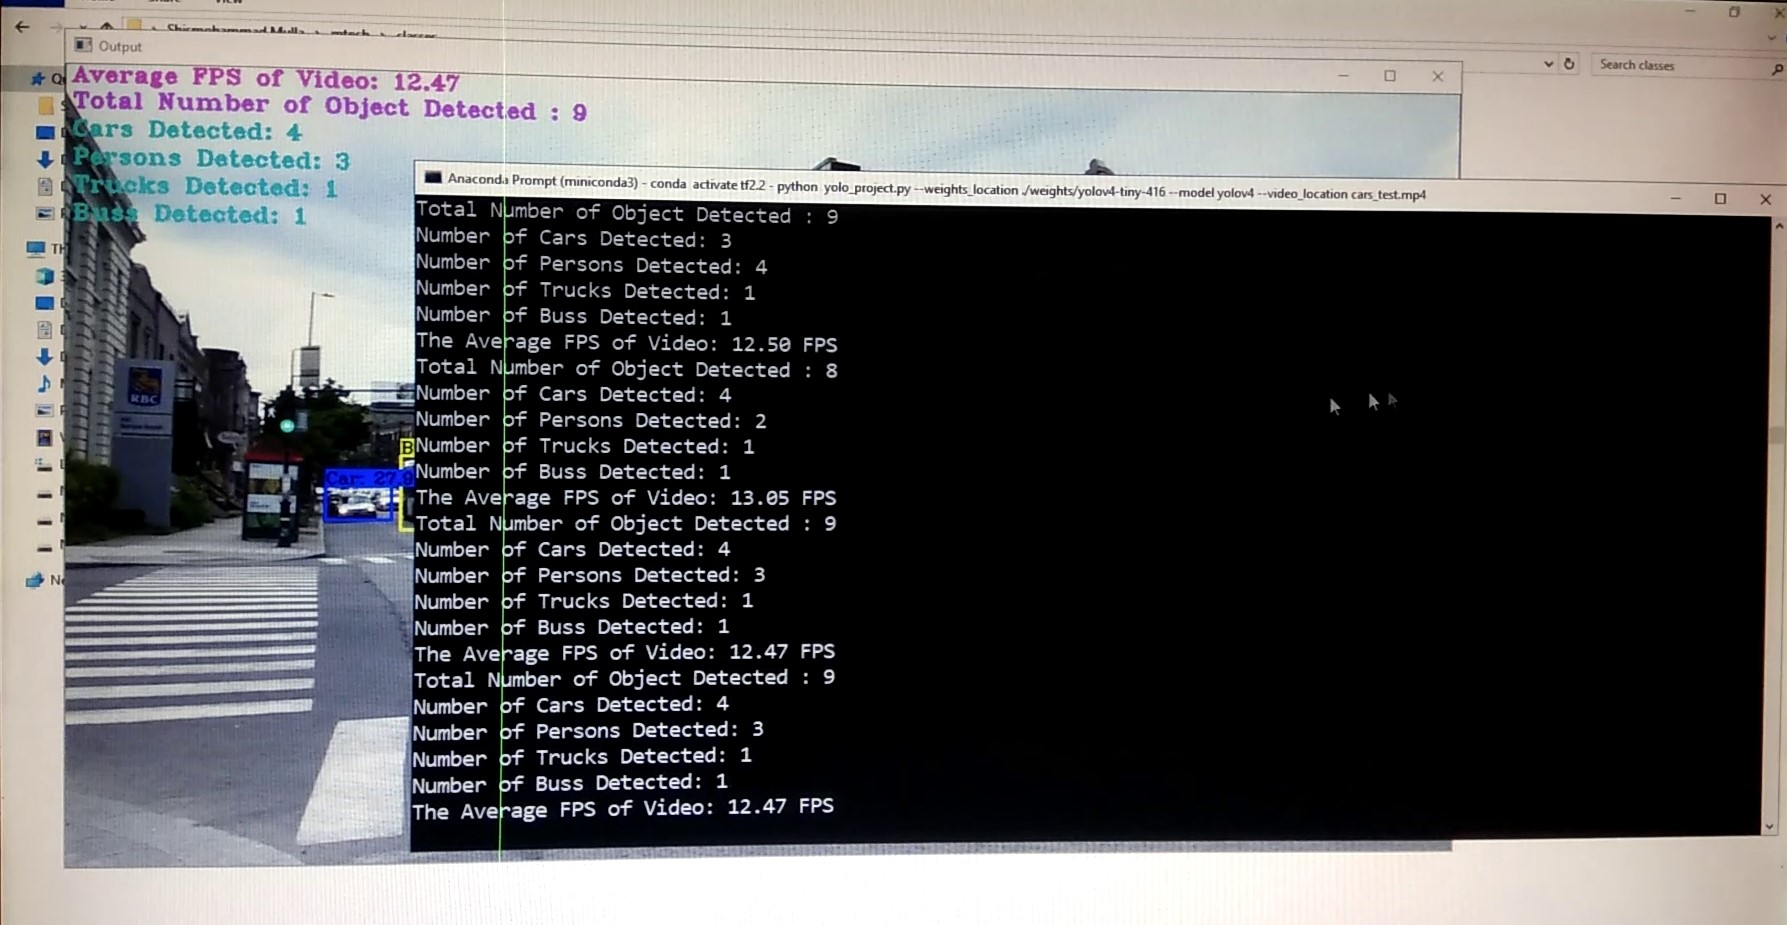 Output
Search classes
Average FPS of Video: 12.47
Total Number of Object Detected : 9
Cars Detected: 4
Persons Detected: 3
Trucks Detected: 1
Buss Detected: 1
RBC
Car: 27.9
B
Anaconda Prompt (miniconda3) - conda activate tf2.2 - python yolo_project.py --weights_location ./weights/yolov4-tiny-416 --model yolov4 --video_location cars_test.mp4
Total Number of Object Detected : 9
Number of Cars Detected: 3
Number of Persons Detected: 4
Number of Trucks Detected: 1
Number of Buss Detected: 1
The Average FPS of Video: 12.50 FPS
Total Number of Object Detected : 8
Number of Cars Detected: 4
Number of Persons Detected: 2
Number of Trucks Detected: 1
Number of Buss Detected: 1
The Average FPS of Video: 13.05 FPS
Total Number of Object Detected : 9
Number of Cars Detected: 4
Number of Persons Detected: 3
Number of Trucks Detected: 1
Number of Buss Detected: 1
The Average FPS of Video: 12.47 FPS
Total Number of Object Detected : 9
Number of Cars Detected: 4
Number of Persons Detected: 3
Number of Trucks Detected: 1
Number of Buss Detected: 1
The Average FPS of Video: 12.47 FPS